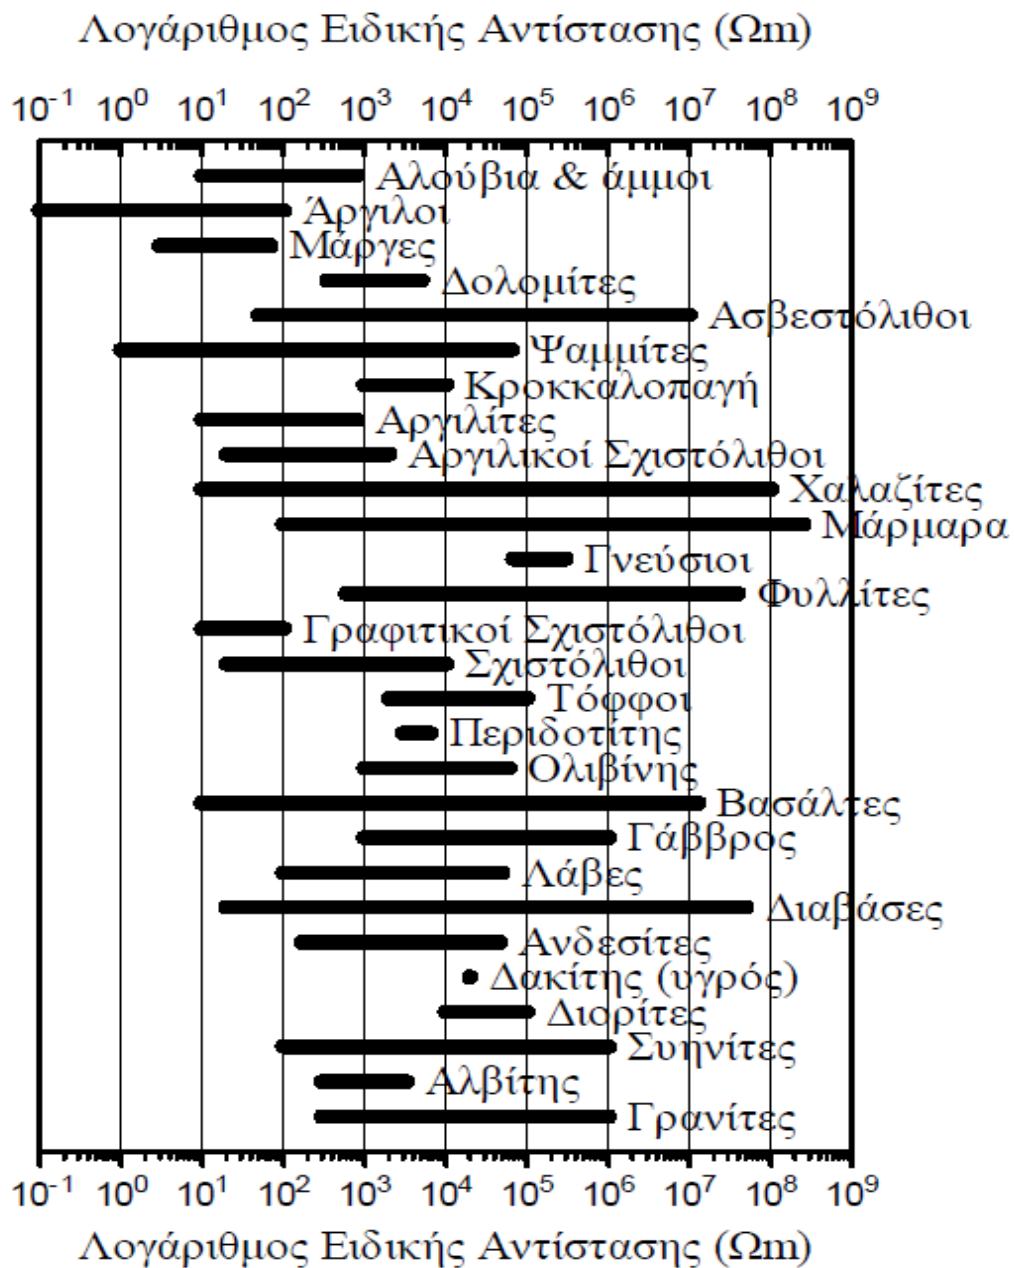 Λογάριθμος Ειδικής Αντίστασης (Ωm)
10⁻¹ 10⁰ 10¹ 10² 10³ 10⁴ 10⁵ 10⁶ 10⁷ 10⁸ 10⁹
Αλούβια & άμμοι
Άργιλοι
Μάργες
Δολομίτες
Ασβεστόλιθοι
Ψαμμίτες
Κροκκαλοπαγή
Αργιλίτες
Αργιλικοί Σχιστόλιθοι
Χαλαζίτες
Μάρμαρα
Γνεύσιοι
Φυλλίτες
Γραφιτικοί Σχιστόλιθοι
Σχιστόλιθοι
Τόφφοι
Περιδοτίτης
Ολιβίνης
Βασάλτες
Γάββρος
Λάβες
Διαβάσες
Ανδεσίτες
Δακίτης (υγρός)
Διορίτες
Συηνίτες
Αλβίτης
Γρανίτες
10⁻¹ 10⁰ 10¹ 10² 10³ 10⁴ 10⁵ 10⁶ 10⁷ 10⁸ 10⁹
Λογάριθμος Ειδικής Αντίστασης (Ωm)